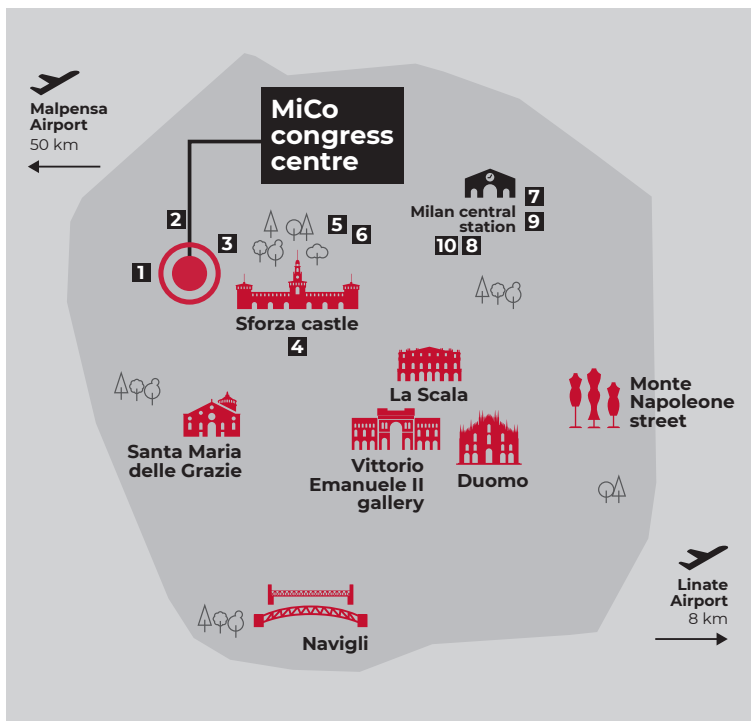 MiCo
congress
centre
Malpensa
Airport
50 km
2
3
1
5
6
7
Milan central
station
9
10 8
Sforza castle
4
La Scala
Monte
Napoleone
street
Santa Maria
delle Grazie
Vittorio
Emanuele II
gallery
Duomo
Linate
Airport
8 km
Navigli